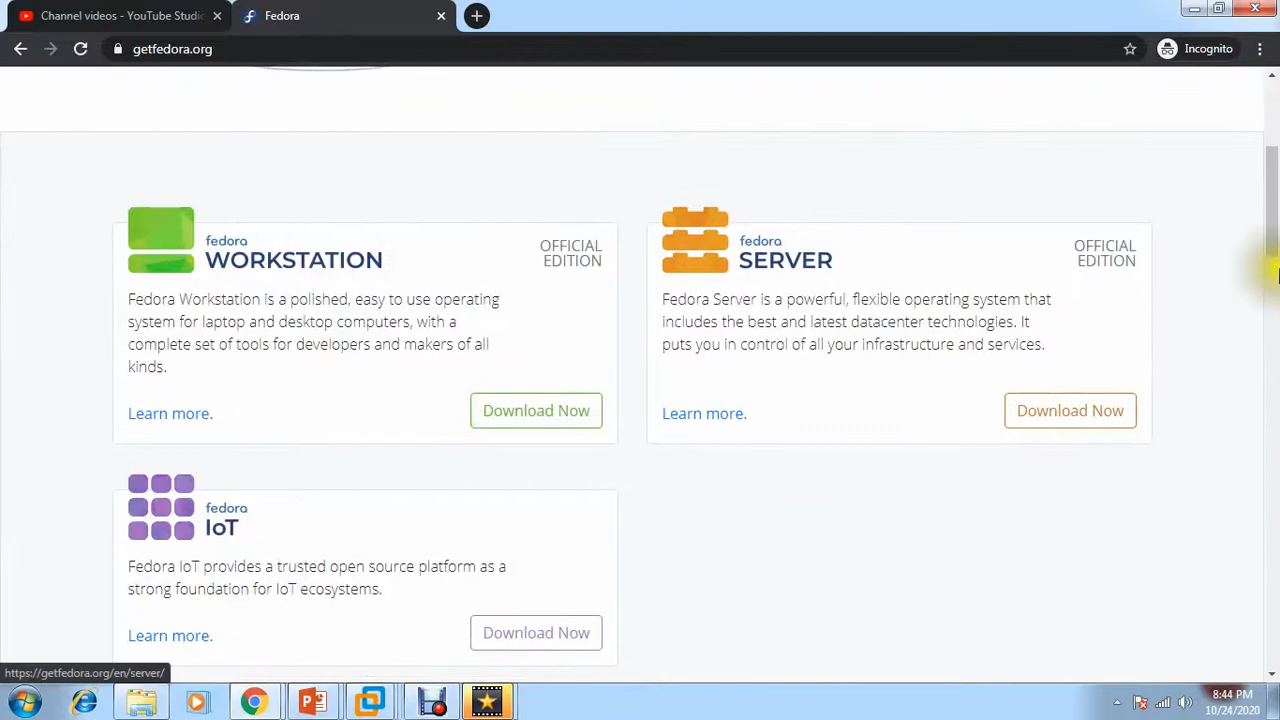 Channel videos - YouTube Studio
Fedora
getfedora.org
Incognito
fedora
WORKSTATION
OFFICIAL
EDITION
Fedora Workstation is a polished, easy to use operating
system for laptop and desktop computers, with a
complete set of tools for developers and makers of all
kinds.
Learn more.
Download Now
fedora
SERVER
OFFICIAL
EDITION
Fedora Server is a powerful, flexible operating system that
includes the best and latest datacenter technologies. It
puts you in control of all your infrastructure and services.
Learn more.
Download Now
fedora
IoT
Fedora IoT provides a trusted open source platform as a
strong foundation for IoT ecosystems.
Learn more.
Download Now
https://getfedora.org/en/server/
8:44 PM
10/24/2020